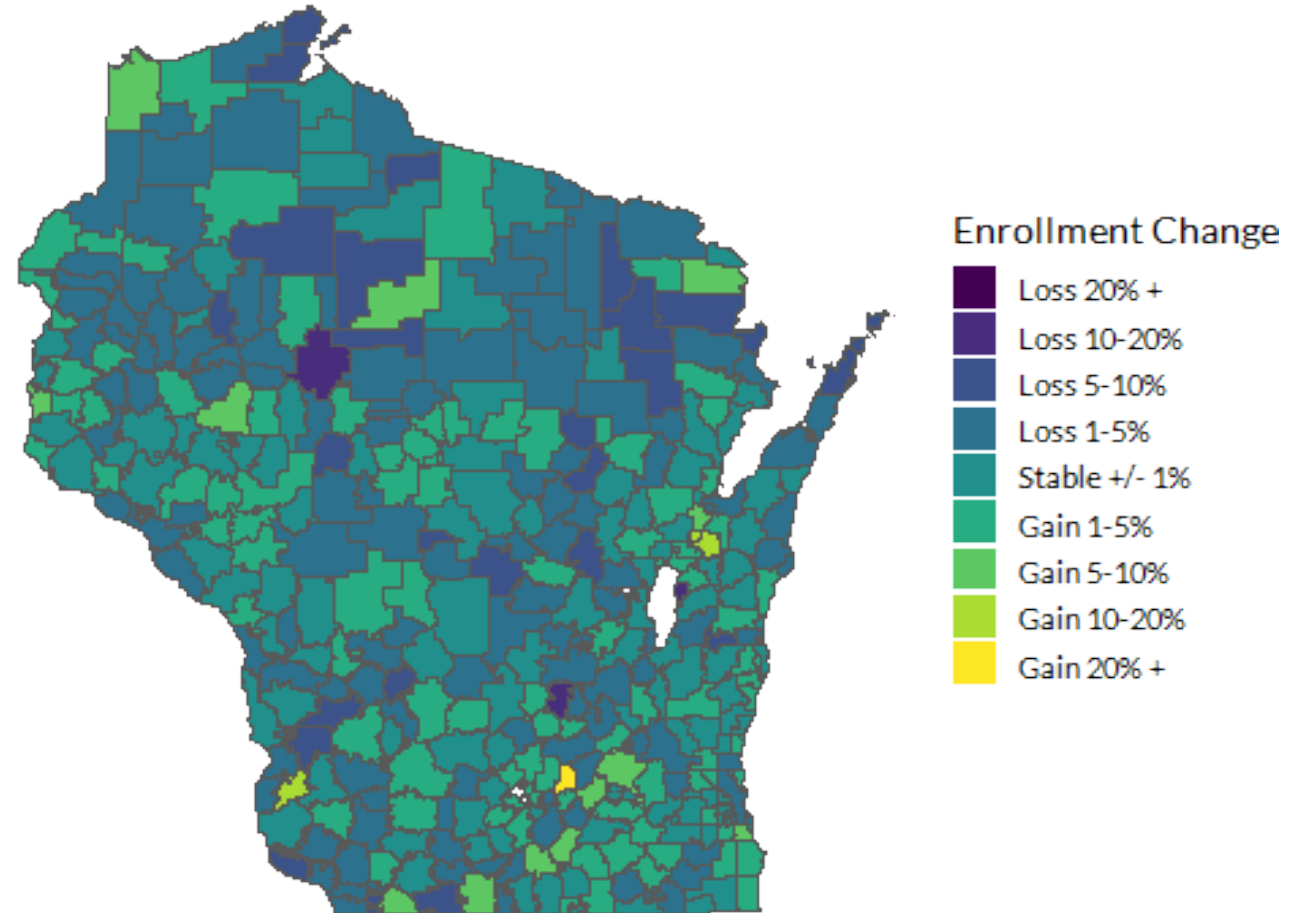 Enrollment Change
Loss 20% +
Loss 10-20%
Loss 5-10%
Loss 1-5%
Stable +/- 1%
Gain 1-5%
Gain 5-10%
Gain 10-20%
Gain 20% +